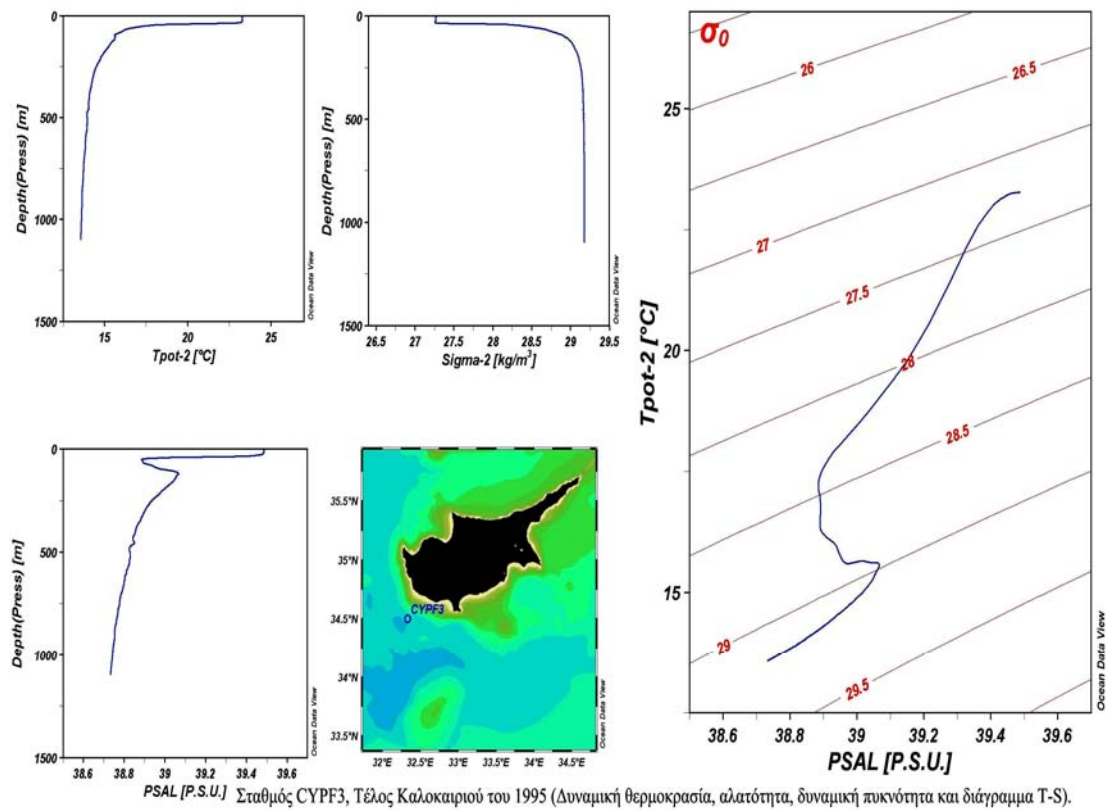 0
500
1000
1500
Depth(Press) [m]
15 20 25
Tpot-2 [°C]
Ocean Data View
0
500
1000
1500
Depth(Press) [m]
26.5 27 27.5 28 28.5 29 29.5
Sigma-2 [kg/m³]
Ocean Data View
σ0
26
26.5
27
27.5
28
28.5
29
29.5
25
20
15
Tpot-2 [°C]
38.6 38.8 39 39.2 39.4 39.6
PSAL [P.S.U.]
Ocean Data View
0
500
1000
1500
Depth(Press) [m]
38.6 38.8 39 39.2 39.4 39.6
PSAL [P.S.U.]
Ocean Data View
35.5°N
35°N
34.5°N
34°N
33.5°N
CYPF3
32°E 32.5°E 33°E 33.5°E 34°E 34.5°E
Ocean Data View
Σταθμός CYPF3, Τέλος Καλοκαιριού του 1995 (Δυναμική θερμοκρασία, αλατότητα, δυναμική πυκνότητα και διάγραμμα T-S).